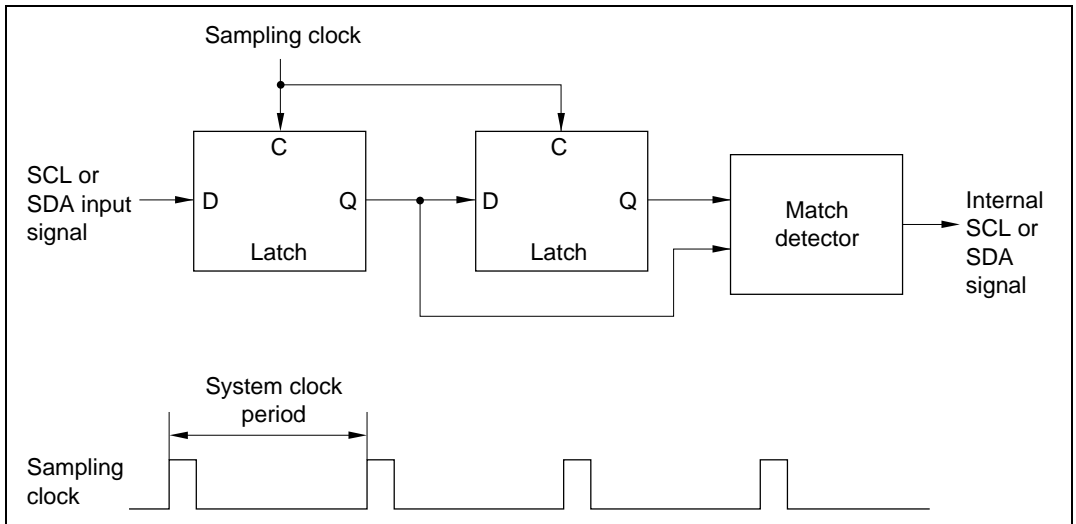 Sampling clock
C
C
SCL or
SDA input
signal
D
Q
D
Q
Latch
Latch
Match
detector
Internal
SCL or
SDA
signal
System clock
period
Sampling
clock